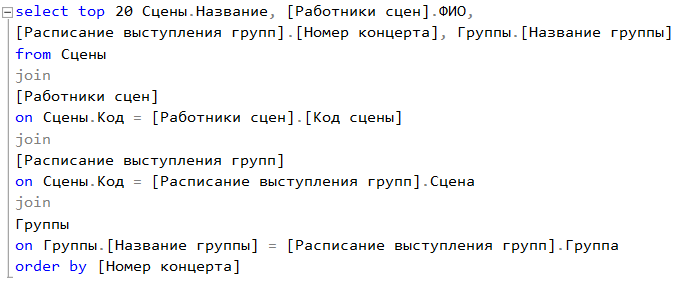 select top 20 Сцены.Название, [Работники сцен].ФИО,
[Расписание выступления групп].[Номер концерта], Группы.[Название группы]
from Сцены
join
[Работники сцен]
on Сцены.Код = [Работники сцен].[Код сцены]
join
[Расписание выступления групп]
on Сцены.Код = [Расписание выступления групп].Сцена
join
Группы
on Группы.[Название группы] = [Расписание выступления групп].Группа
order by [Номер концерта]